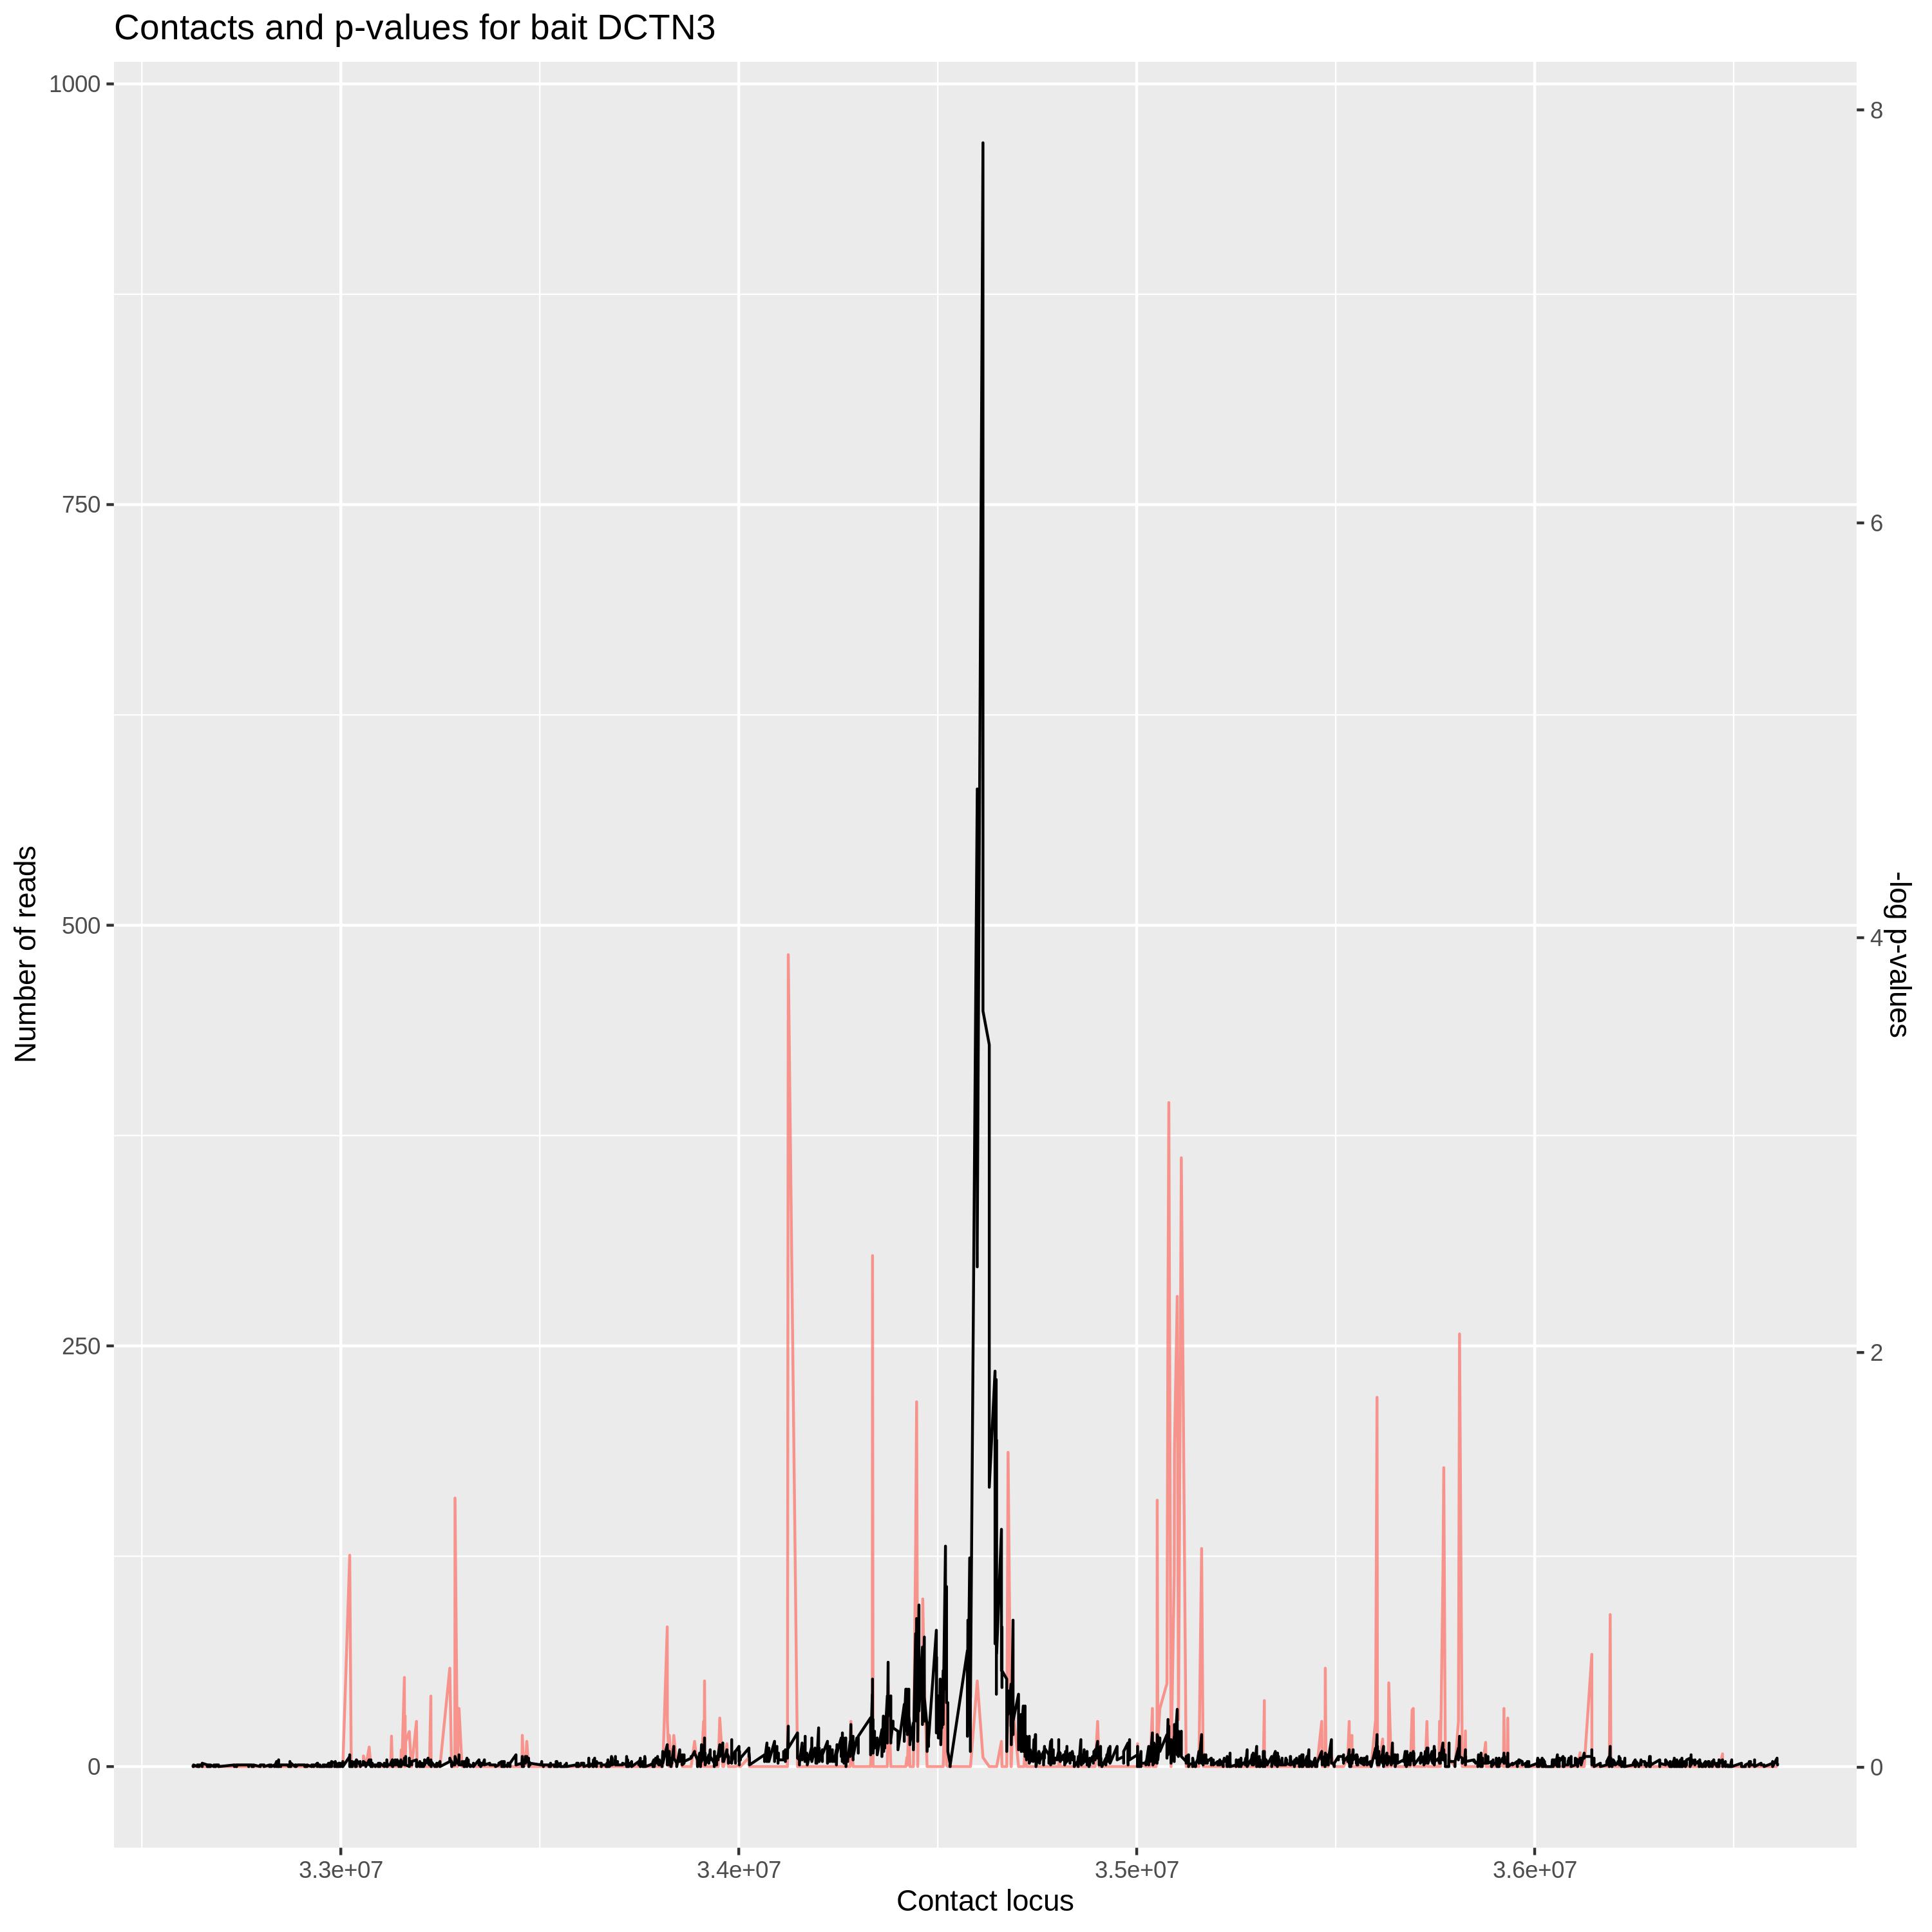 Contacts and p-values for bait DCTN3
1000
750
500
250
0
Number of reads
8
6
4
2
0
-log p-values
3.3e+07
3.4e+07
3.5e+07
3.6e+07
Contact locus